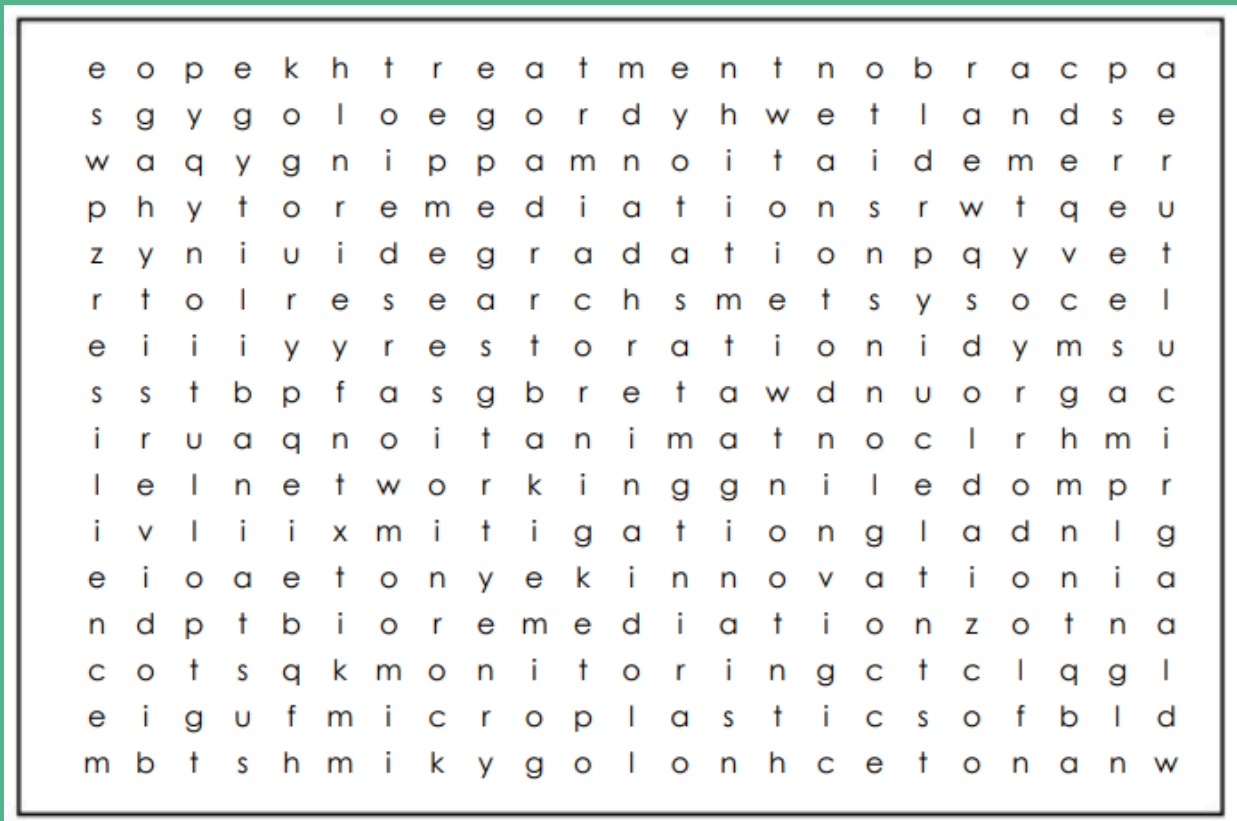 e o p e k h t r e a t m e n t n o b r a c p a
s g y g o l o e g o r d y h w e t l a n d s e
w a q y g n i p p a m n o i t a i d e m e r r
p h y t o r e m e d i a t i o n s r w t q e u
z y n i u i d e g r a d a t i o n p q y v e t
r t o l r e s e a r c h s m e t s y s o c e l
e i i i y y r e s t o r a t i o n i d y m s u
s s t b p f a s g b r e t a w d n u o r g a c
i r u a q n o i t a n i m a t n o c l r h m i
l e l n e t w o r k i n g g n i l e d o m p r
i v l i i x m i t i g a t i o n g l a d n l g
e i o a e t o n y e k i n n o v a t i o n i a
n d p t b i o r e m e d i a t i o n z o t n a
c o t s q k m o n i t o r i n g c t c l q g l
e i g u f m i c r o p l a s t i c s o f b l d
m b t s h m i k y g o l o n h c e t o n a n w